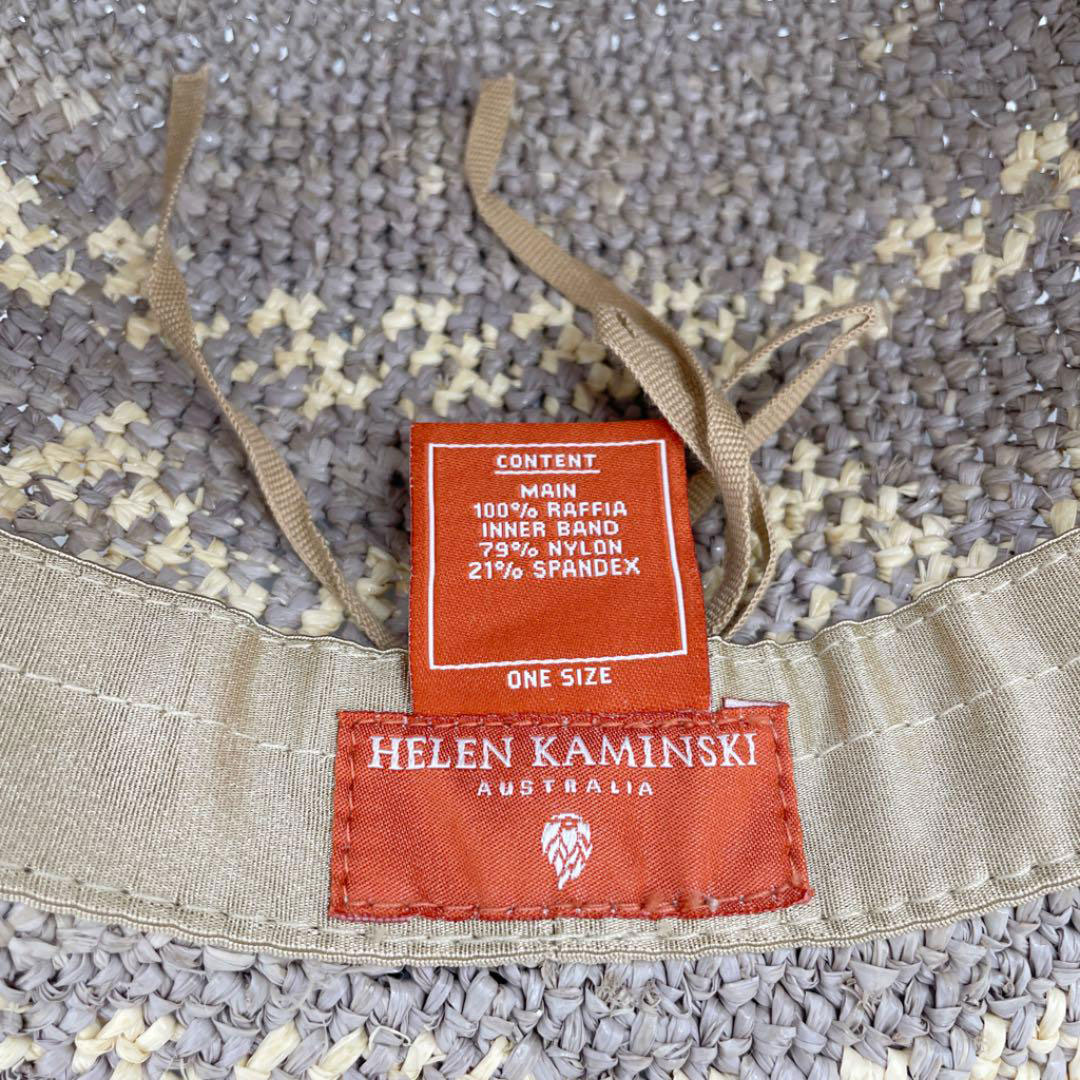 CONTENT
MAIN
100% RAFFIA
INNER BAND
79% NYLON
21% SPANDEX
ONE SIZE
HELEN KAMINSKI
AUSTRALIA